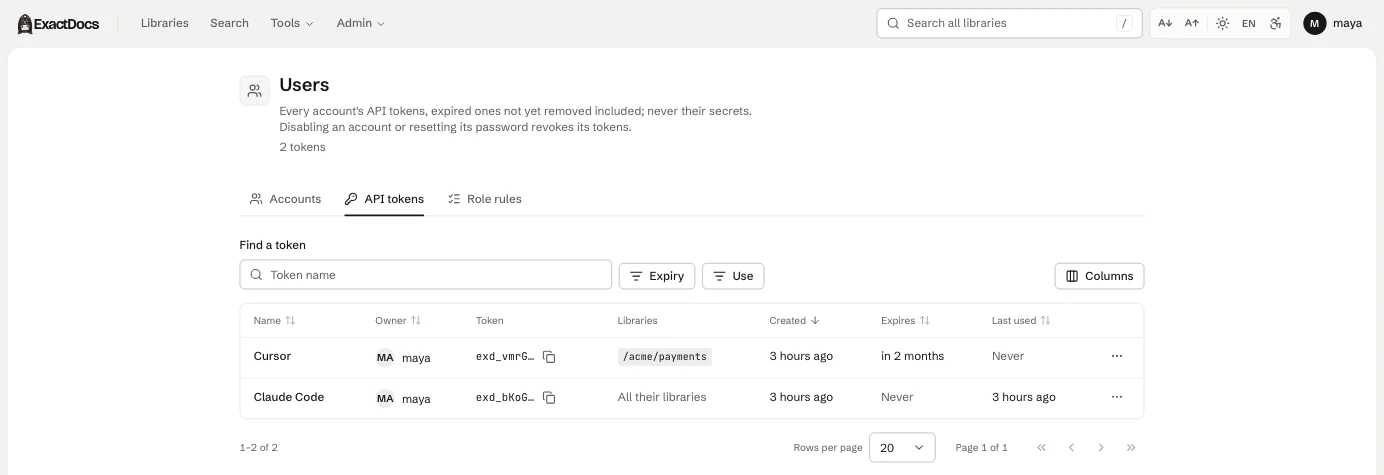 ExactDocs
Libraries Search Tools Admin
Search all libraries /
A↓ A↑ EN
M maya
Users
Every account's API tokens, expired ones not yet removed included; never their secrets.
Disabling an account or resetting its password revokes its tokens.
2 tokens
Accounts API tokens Role rules
Find a token
Token name Expiry Use Columns
Name Owner Token Libraries Created Expires Last used
Cursor MA maya exd_vmrG… /acme/payments 3 hours ago in 2 months Never
Claude Code MA maya exd_bKoG… All their libraries 3 hours ago Never 3 hours ago
1–2 of 2 Rows per page 20 Page 1 of 1